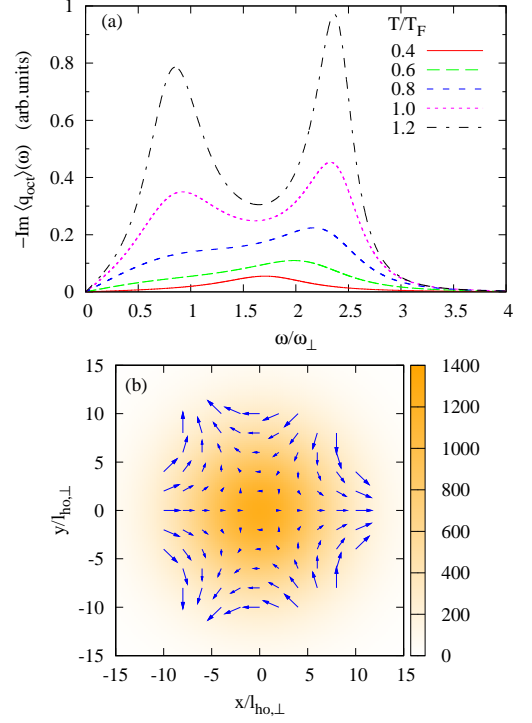 (a)
T/T_F
0.4
0.6
0.8
1.0
1.2
−Im ⟨q_oct⟩(ω) (arb.units)
1
0.8
0.6
0.4
0.2
0
0 0.5 1 1.5 2 2.5 3 3.5 4
ω/ω_⊥
(b)
y/l_ho,⊥
15
10
5
0
-5
-10
-15
-15 -10 -5 0 5 10 15
x/l_ho,⊥
1400
1200
1000
800
600
400
200
0